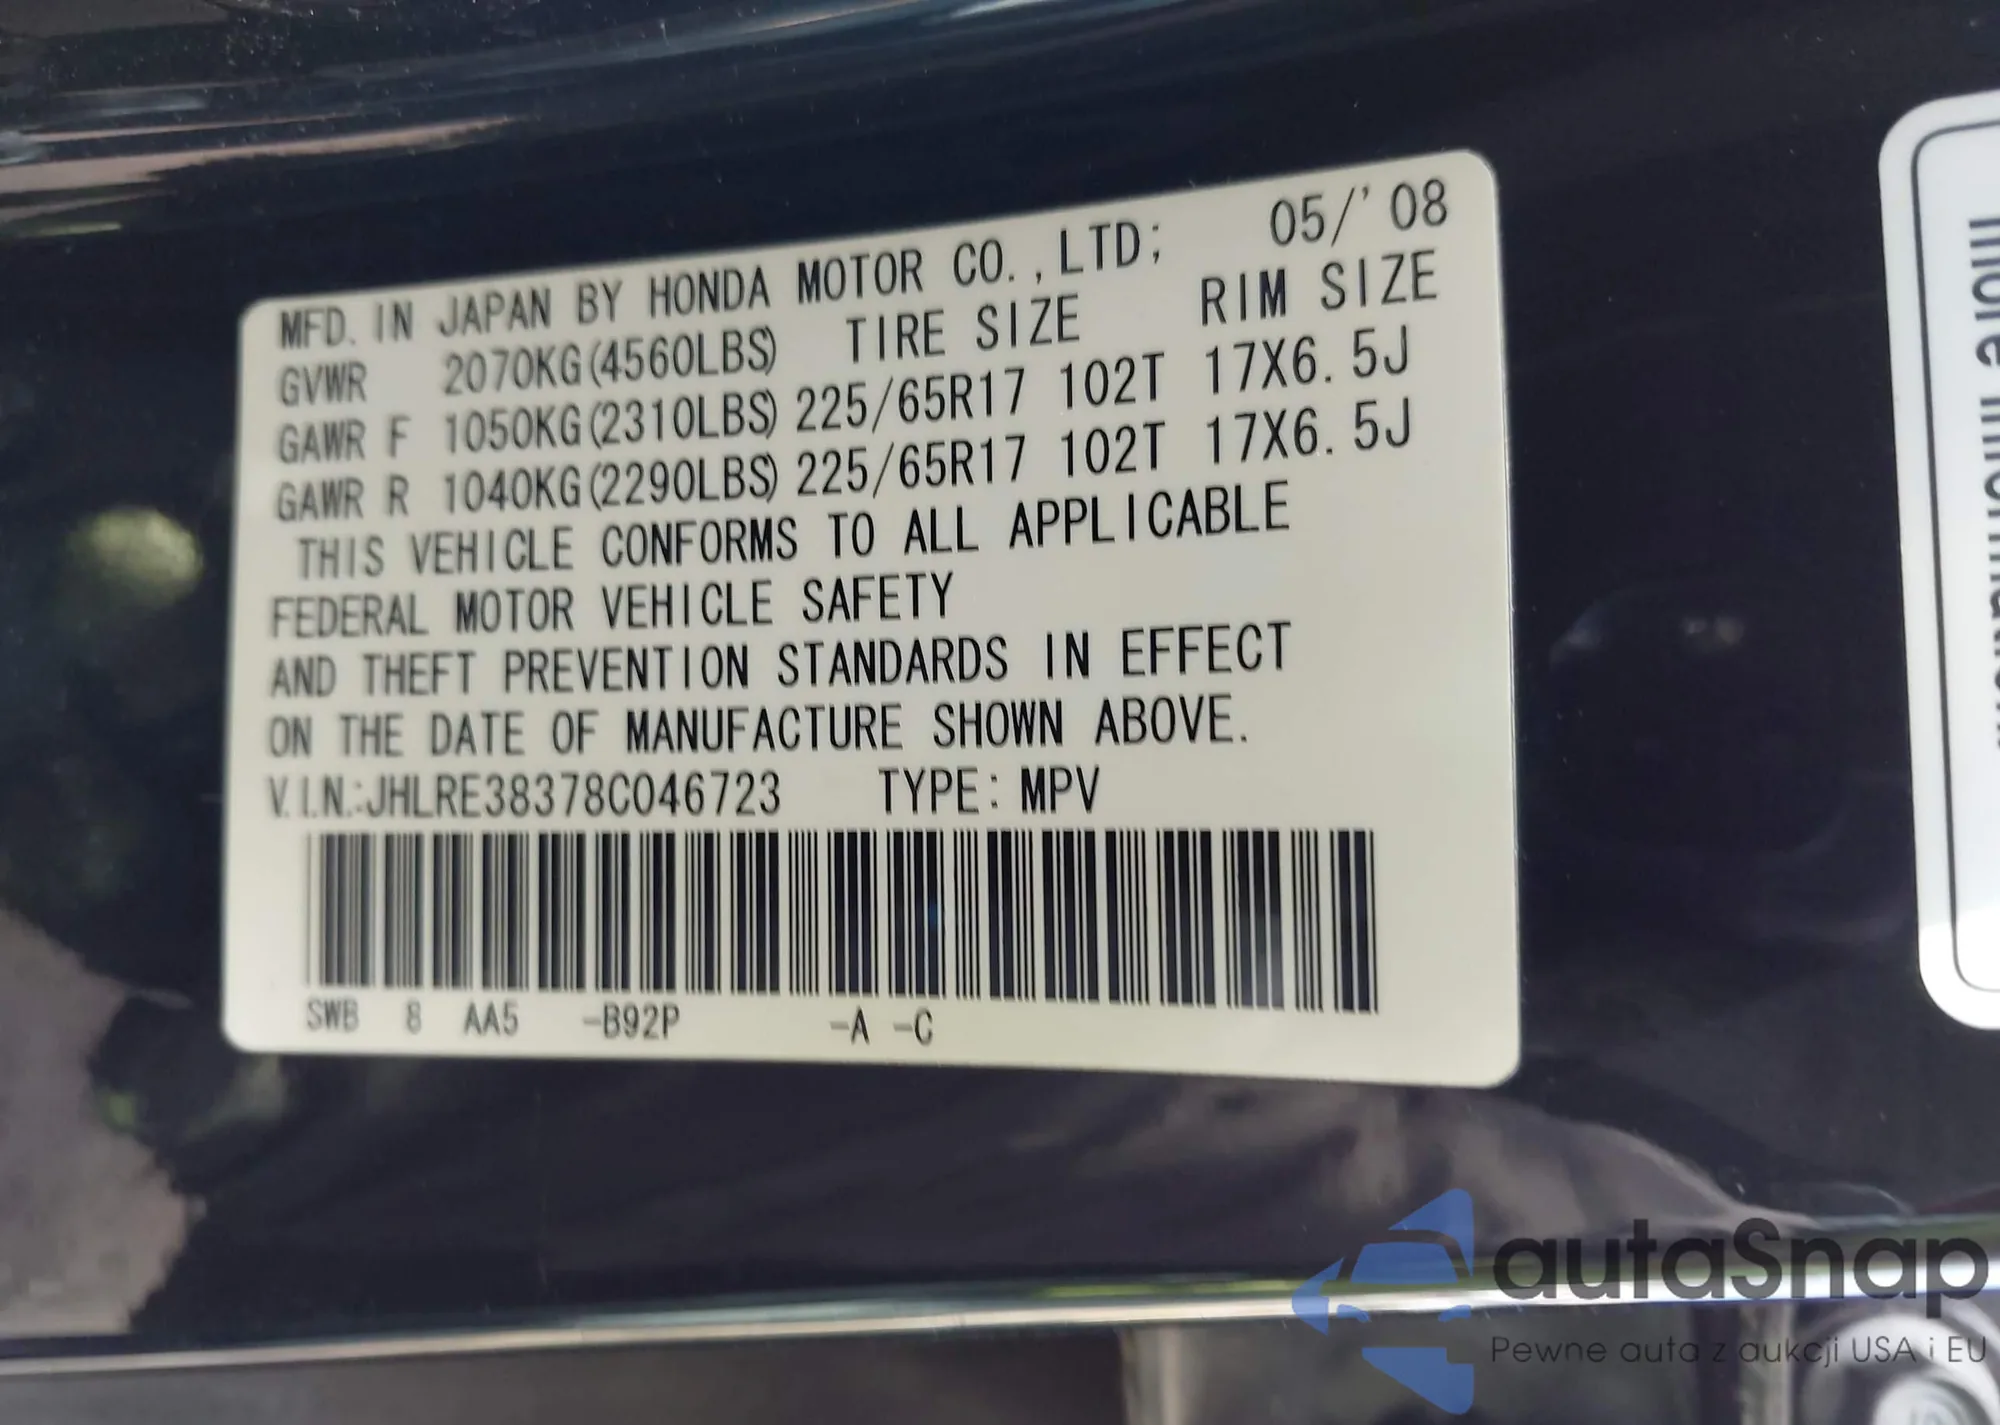 MFD. IN JAPAN BY HONDA MOTOR CO.,LTD; 05/'08
GVWR 2070KG(4560LBS) TIRE SIZE RIM SIZE
GAWR F 1050KG(2310LBS) 225/65R17 102T 17X6.5J
GAWR R 1040KG(2290LBS) 225/65R17 102T 17X6.5J
THIS VEHICLE CONFORMS TO ALL APPLICABLE
FEDERAL MOTOR VEHICLE SAFETY
AND THEFT PREVENTION STANDARDS IN EFFECT
ON THE DATE OF MANUFACTURE SHOWN ABOVE.
V.I.N.:JHLRE38378C046723 TYPE: MPV
SWB 8 AA5 -B92P -A -C
more information.
autaSnap
Pewne auta z aukcji USA i EU